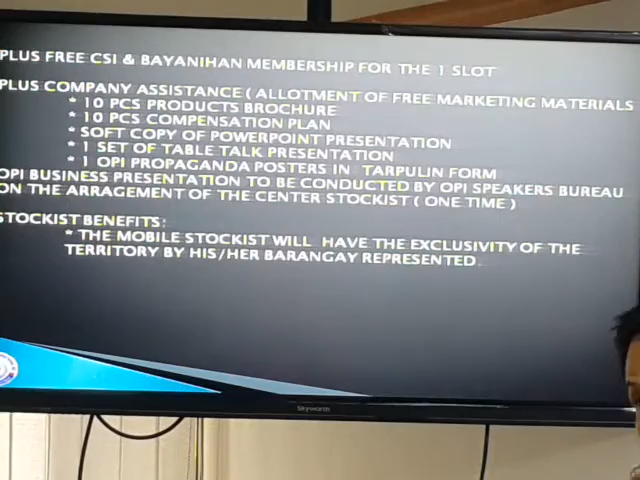 PLUS FREE CSI & BAYANIHAN MEMBERSHIP FOR THE 1 SLOT
PLUS COMPANY ASSISTANCE ( ALLOTMENT OF FREE MARKETING MATERIALS
* 10 PCS PRODUCTS BROCHURE
* 10 PCS COMPENSATION PLAN
* SOFT COPY OF POWERPOINT PRESENTATION
* 1 SET OF TABLE TALK PRESENTATION
* 1 OPI PROPAGANDA POSTERS IN TARPULIN FORM
OPI BUSINESS PRESENTATION TO BE CONDUCTED BY OPI SPEAKERS BUREAU
ON THE ARRAGEMENT OF THE CENTER STOCKIST ( ONE TIME )
STOCKIST BENEFITS:
* THE MOBILE STOCKIST WILL HAVE THE EXCLUSIVITY OF THE
TERRITORY BY HIS/HER BARANGAY REPRESENTED.
Skyworth